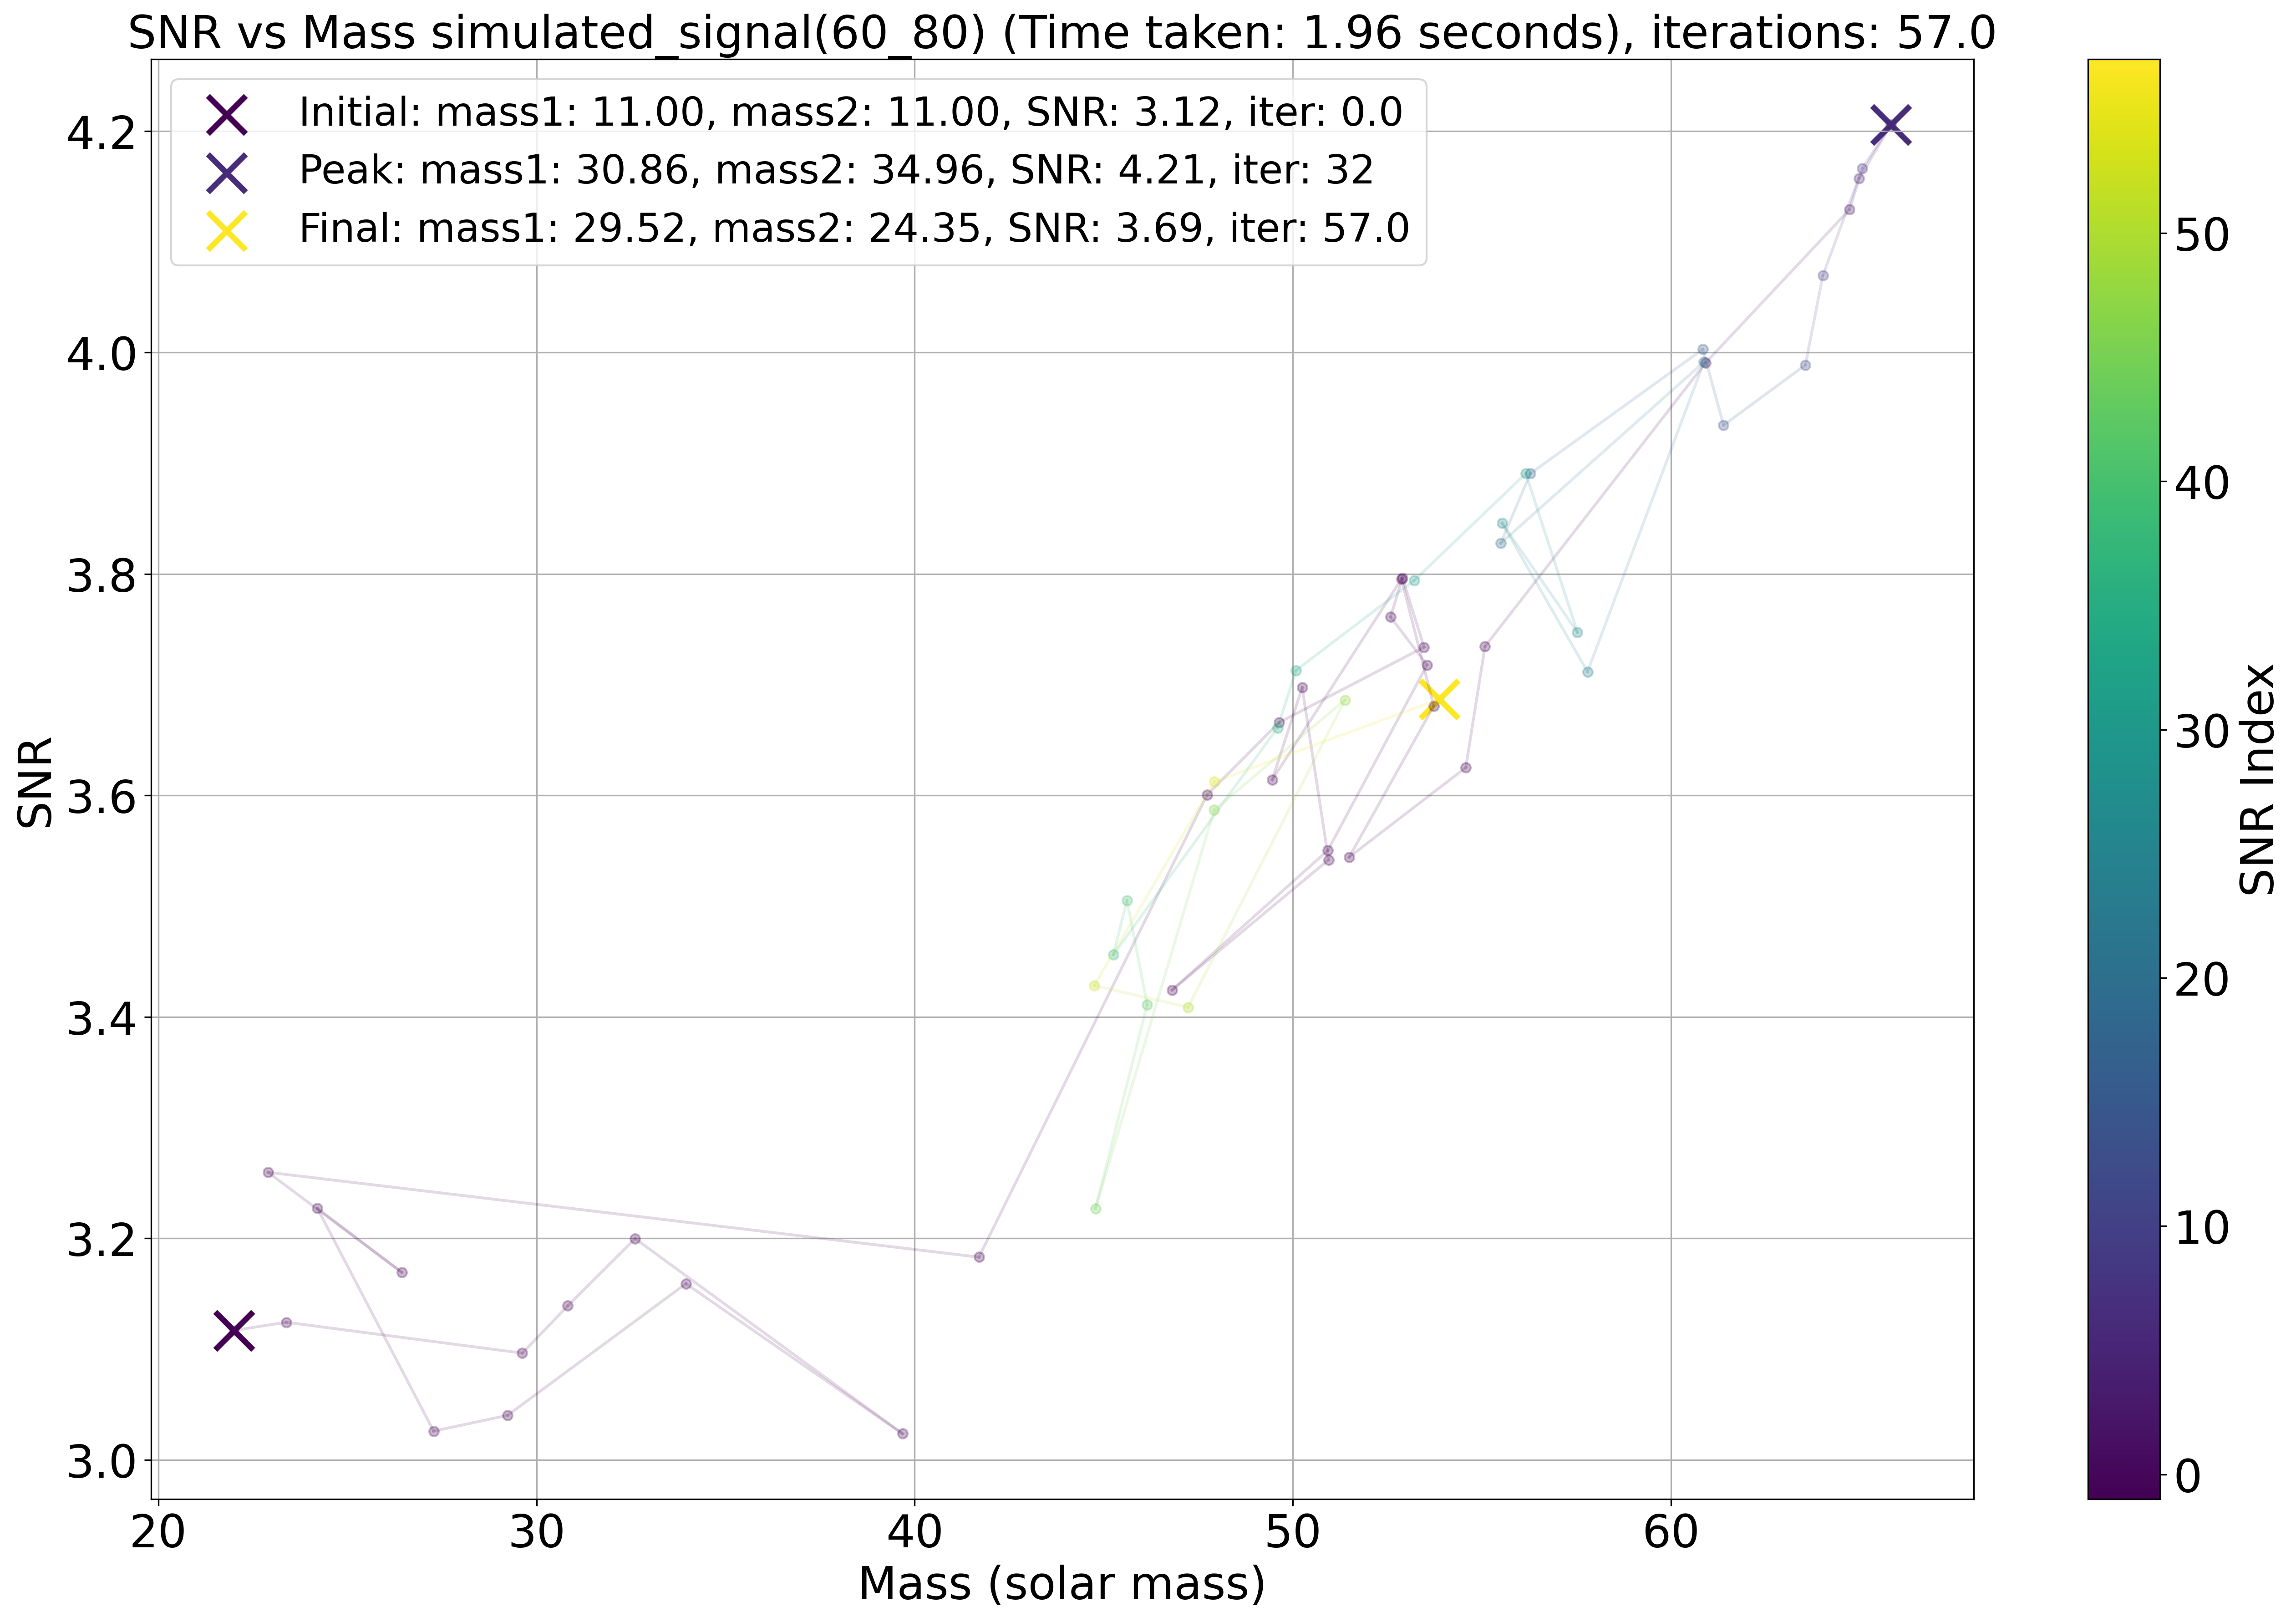 SNR vs Mass simulated_signal(60_80) (Time taken: 1.96 seconds), iterations: 57.0
Initial: mass1: 11.00, mass2: 11.00, SNR: 3.12, iter: 0.0
Peak: mass1: 30.86, mass2: 34.96, SNR: 4.21, iter: 32
Final: mass1: 29.52, mass2: 24.35, SNR: 3.69, iter: 57.0
4.2
4.0
3.8
3.6
3.4
3.2
3.0
SNR
20
30
40
50
60
Mass (solar mass)
50
40
30
20
10
0
SNR Index